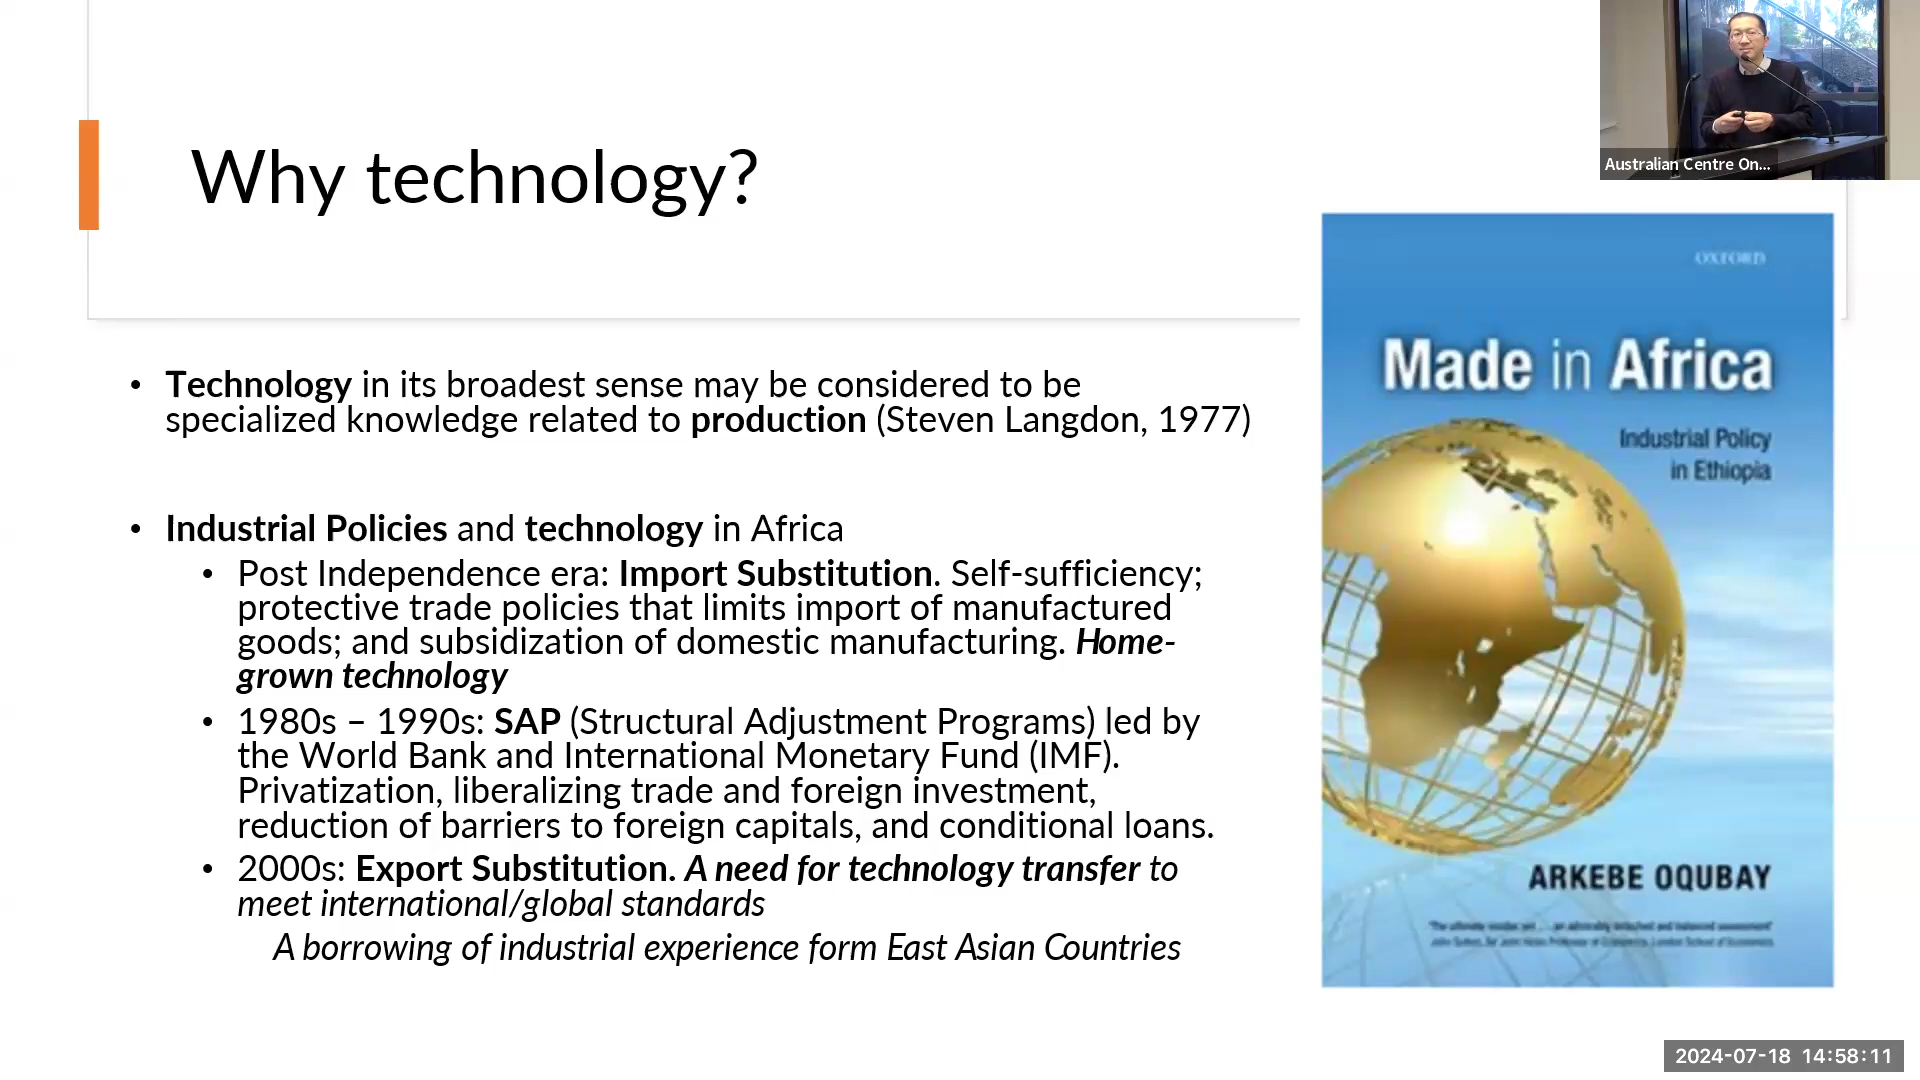 Australian Centre On...
Why technology?
• Technology in its broadest sense may be considered to be
specialized knowledge related to production (Steven Langdon, 1977)
• Industrial Policies and technology in Africa
• Post Independence era: Import Substitution. Self-sufficiency;
protective trade policies that limits import of manufactured
goods; and subsidization of domestic manufacturing. Home-
grown technology
• 1980s – 1990s: SAP (Structural Adjustment Programs) led by
the World Bank and International Monetary Fund (IMF).
Privatization, liberalizing trade and foreign investment,
reduction of barriers to foreign capitals, and conditional loans.
• 2000s: Export Substitution. A need for technology transfer to
meet international/global standards
A borrowing of industrial experience form East Asian Countries
OXFORD
Made in Africa
Industrial Policy
in Ethiopia
ARKEBE OQUBAY
2024-07-18 14:58:11